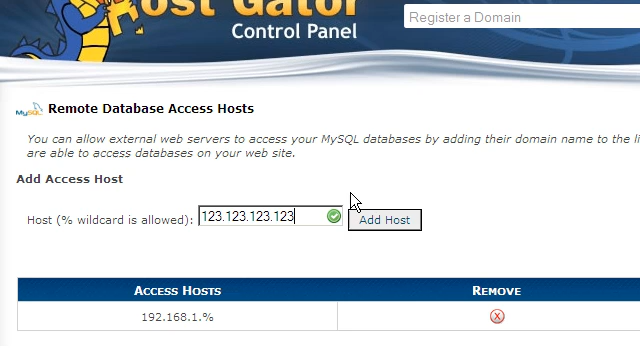 Host Gator
Register a Domain
Control Panel
MySQL
Remote Database Access Hosts
You can allow external web servers to access your MySQL databases by adding their domain name to the
are able to access databases on your web site.
Add Access Host
Host (% wildcard is allowed): 123.123.123.123 Add Host
ACCESS HOSTS REMOVE
192.168.1.%